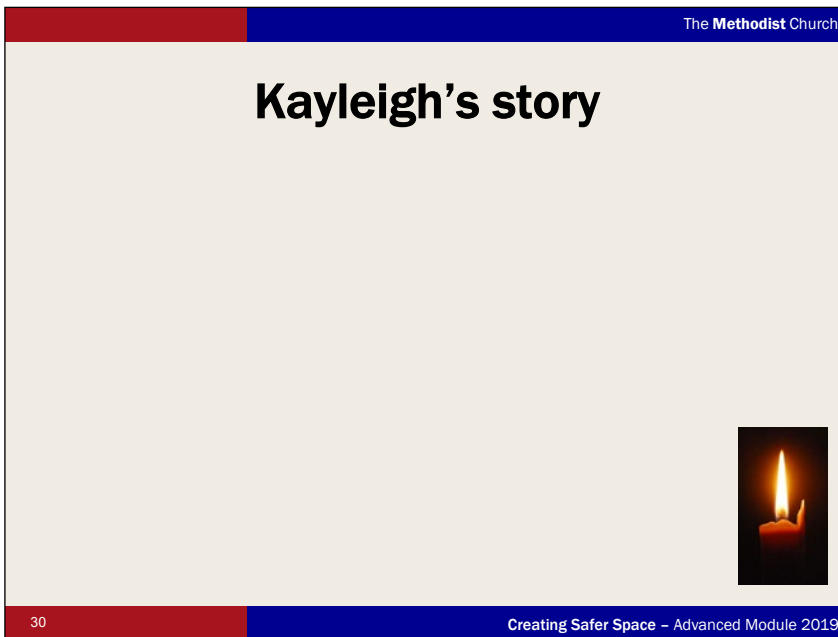 The Methodist Church
Kayleigh’s story
30
Creating Safer Space – Advanced Module 2019